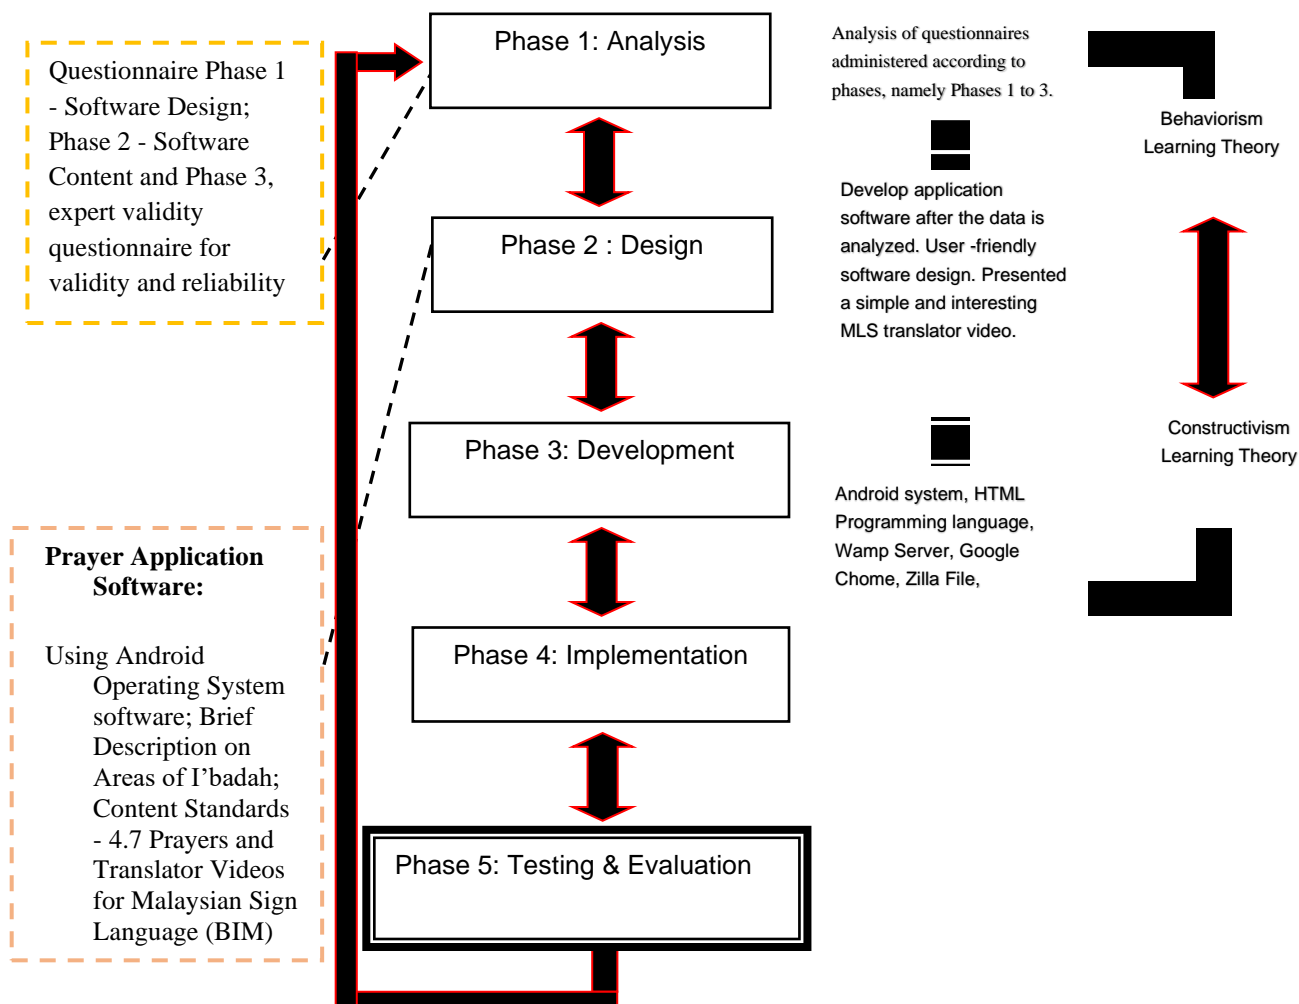 Phase 1: Analysis
Questionnaire Phase 1
- Software Design;
Phase 2 - Software
Content and Phase 3,
expert validity
questionnaire for
validity and reliability
Analysis of questionnaires
administered according to
phases, namely Phases 1 to 3.
Behaviorism
Learning Theory
Phase 2 : Design
Develop application
software after the data is
analyzed. User -friendly
software design. Presented
a simple and interesting
MLS translator video.
Phase 3: Development
Constructivism
Learning Theory
Android system, HTML
Programming language,
Wamp Server, Google
Chome, Zilla File,
Prayer Application
Software:
Using Android
Operating System
software; Brief
Description on
Areas of I’badah;
Content Standards
- 4.7 Prayers and
Translator Videos
for Malaysian Sign
Language (BIM)
Phase 4: Implementation
Phase 5: Testing & Evaluation